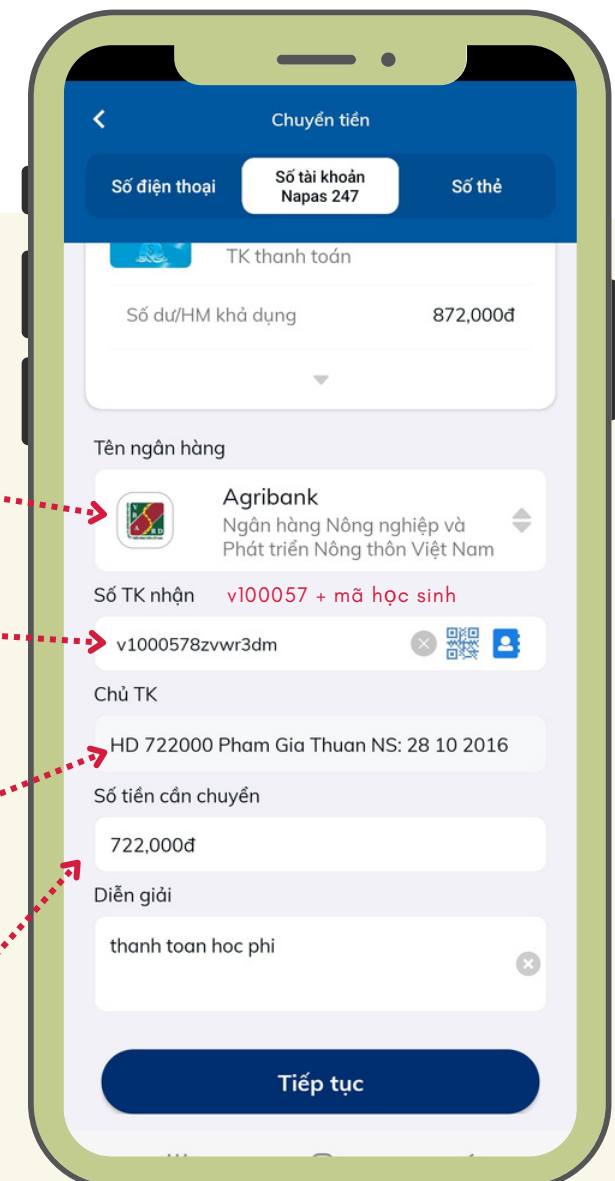 Chuyển tiền
Số điện thoại
Số tài khoản
Napas 247
Số thẻ
TK thanh toán
Số dư/HM khả dụng 872,000đ
Tên ngân hàng
Agribank
Ngân hàng Nông nghiệp và
Phát triển Nông thôn Việt Nam
Số TK nhận v100057 + mã học sinh
v1000578zvwr3dm
Chủ TK
HD 722000 Pham Gia Thuan NS: 28 10 2016
Số tiền cần chuyển
722,000đ
Diễn giải
thanh toan hoc phi
Tiếp tục